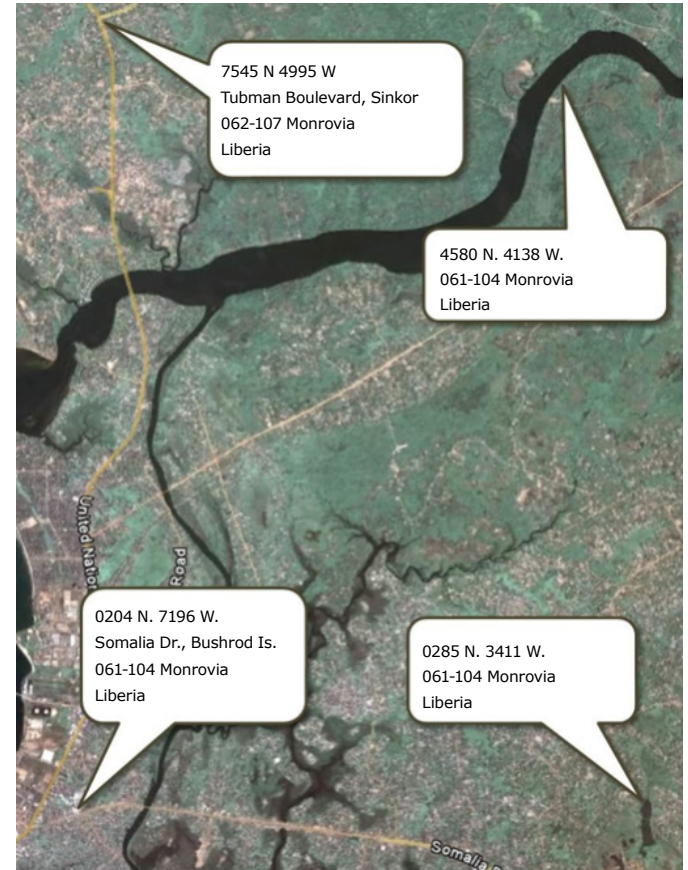 7545 N 4995 W
Tubman Boulevard, Sinkor
062-107 Monrovia
Liberia
4580 N. 4138 W.
061-104 Monrovia
Liberia
United Nation
Road
0204 N. 7196 W.
Somalia Dr., Bushrod Is.
061-104 Monrovia
Liberia
0285 N. 3411 W.
061-104 Monrovia
Liberia
Somalia